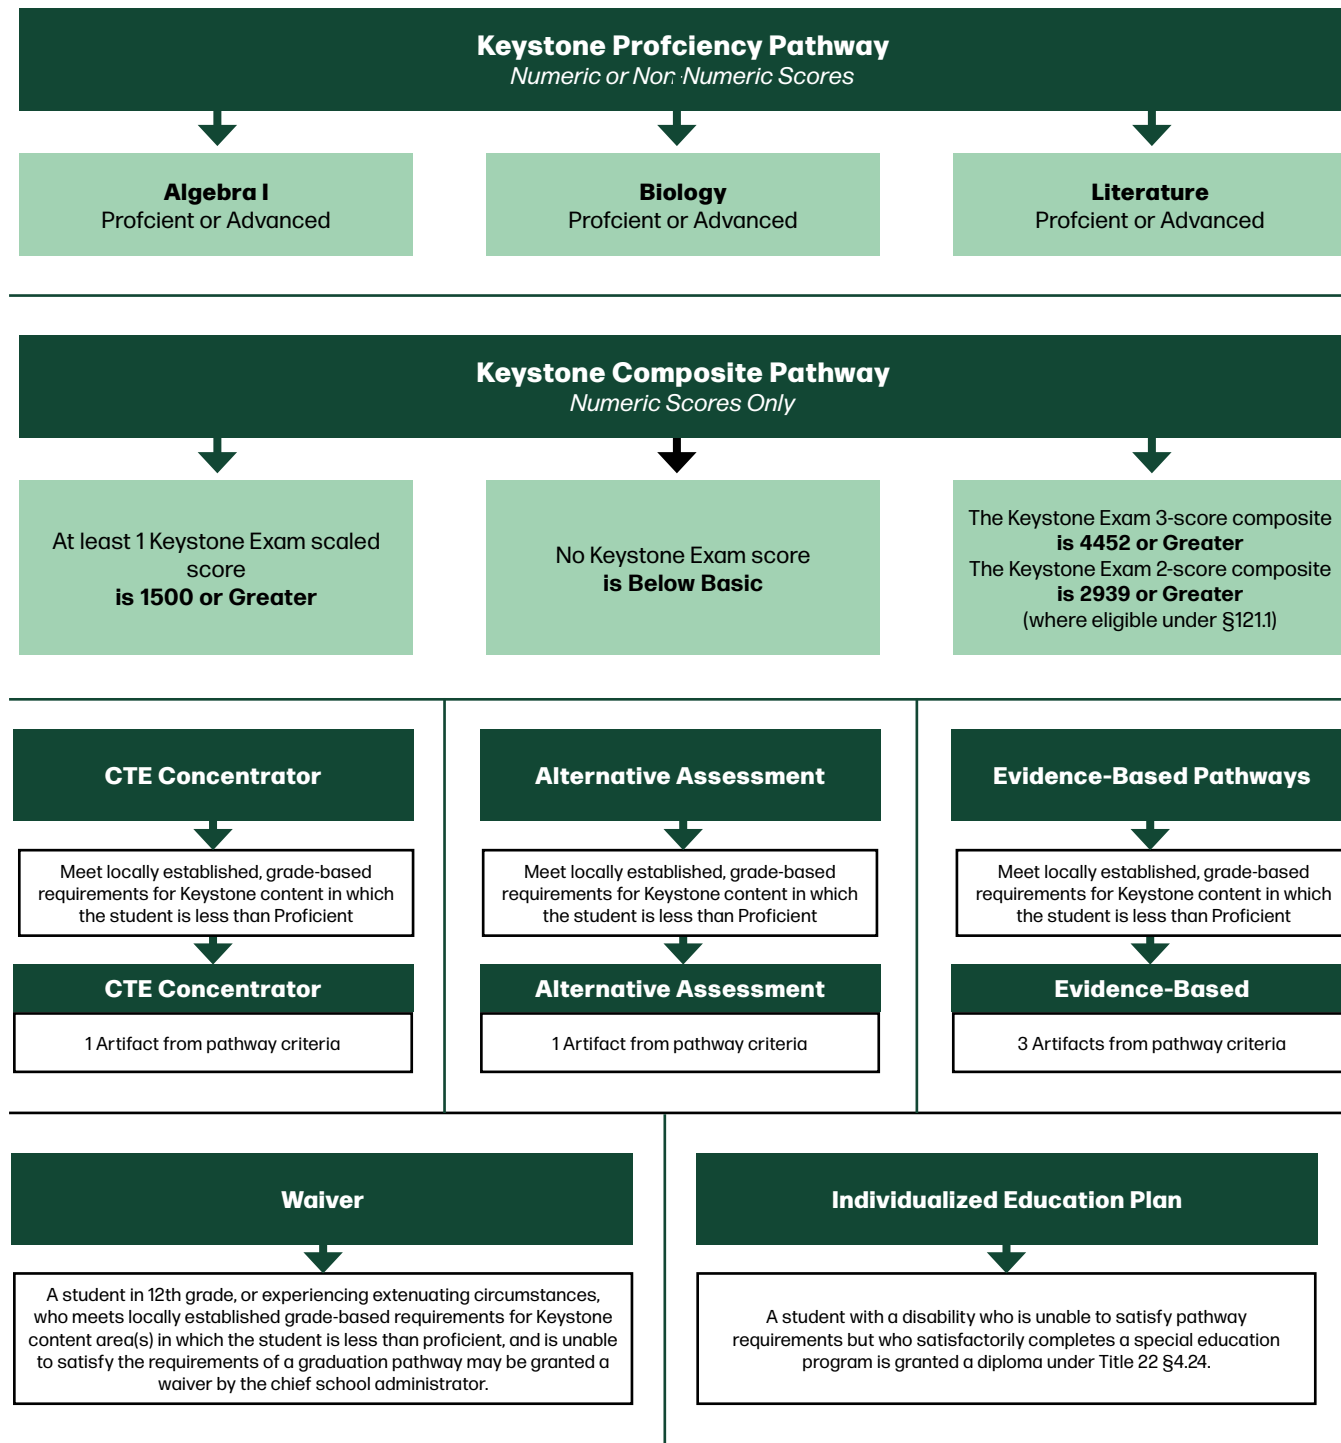 Keystone Profciency Pathway
Numeric or Non-Numeric Scores
Algebra I
Profcient or Advanced
Biology
Profcient or Advanced
Literature
Profcient or Advanced
Keystone Composite Pathway
Numeric Scores Only
At least 1 Keystone Exam scaled
score
is 1500 or Greater
No Keystone Exam score
is Below Basic
The Keystone Exam 3-score composite
is 4452 or Greater
The Keystone Exam 2-score composite
is 2939 or Greater
(where eligible under §121.1)
CTE Concentrator
Meet locally established, grade-based
requirements for Keystone content in which
the student is less than Proficient
CTE Concentrator
1 Artifact from pathway criteria
Alternative Assessment
Meet locally established, grade-based
requirements for Keystone content in which
the student is less than Proficient
Alternative Assessment
1 Artifact from pathway criteria
Evidence-Based Pathways
Meet locally established, grade-based
requirements for Keystone content in which
the student is less than Proficient
Evidence-Based
3 Artifacts from pathway criteria
Waiver
A student in 12th grade, or experiencing extenuating circumstances,
who meets locally established grade-based requirements for Keystone
content area(s) in which the student is less than proficient, and is unable
to satisfy the requirements of a graduation pathway may be granted a
waiver by the chief school administrator.
Individualized Education Plan
A student with a disability who is unable to satisfy pathway
requirements but who satisfactorily completes a special education
program is granted a diploma under Title 22 §4.24.